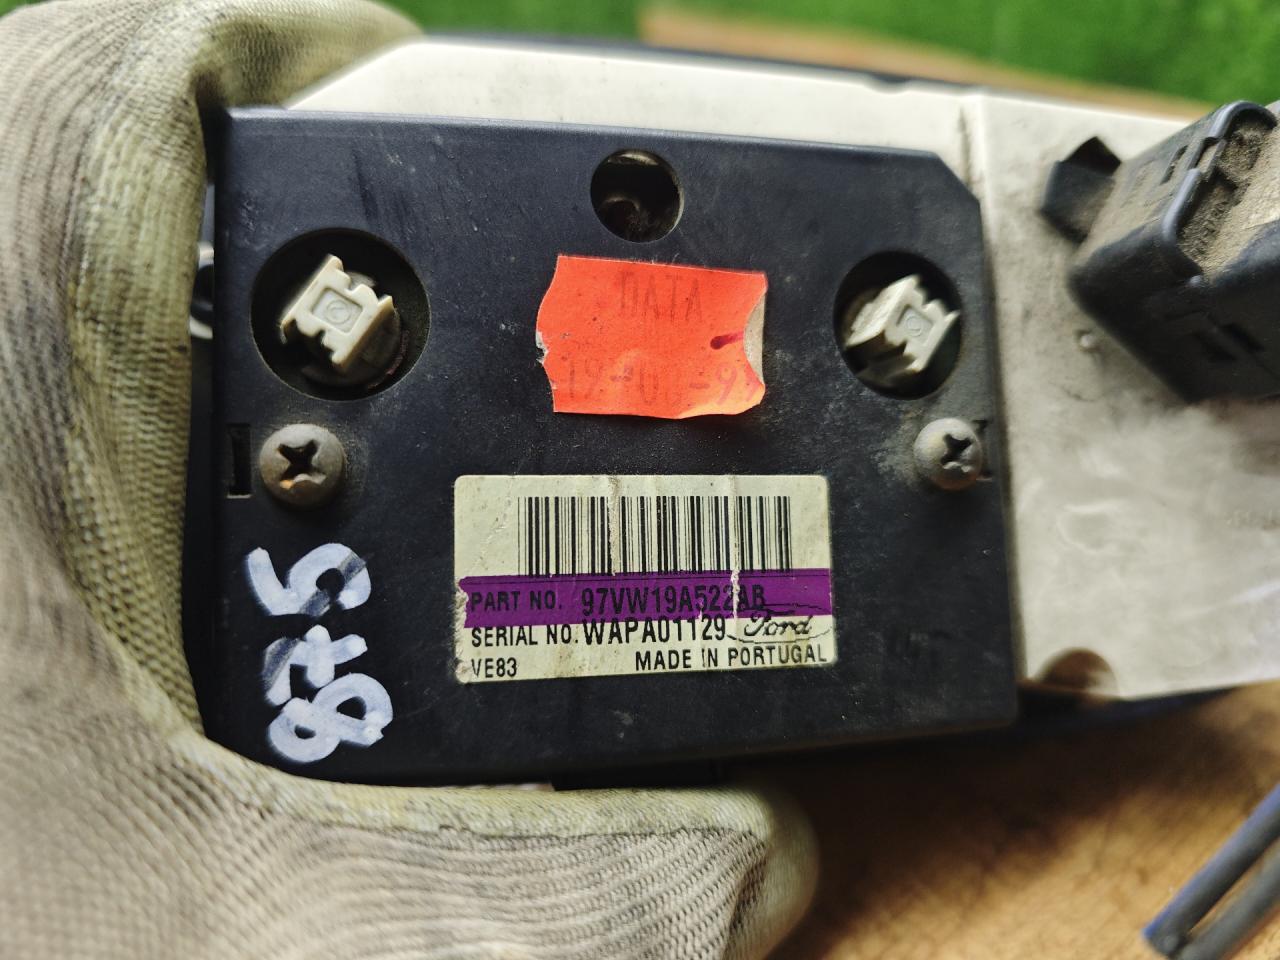 DATA
PART NO. 97VW19A522AB
SERIAL NO. WAPA01129 Ford
VE83 MADE IN PORTUGAL
875